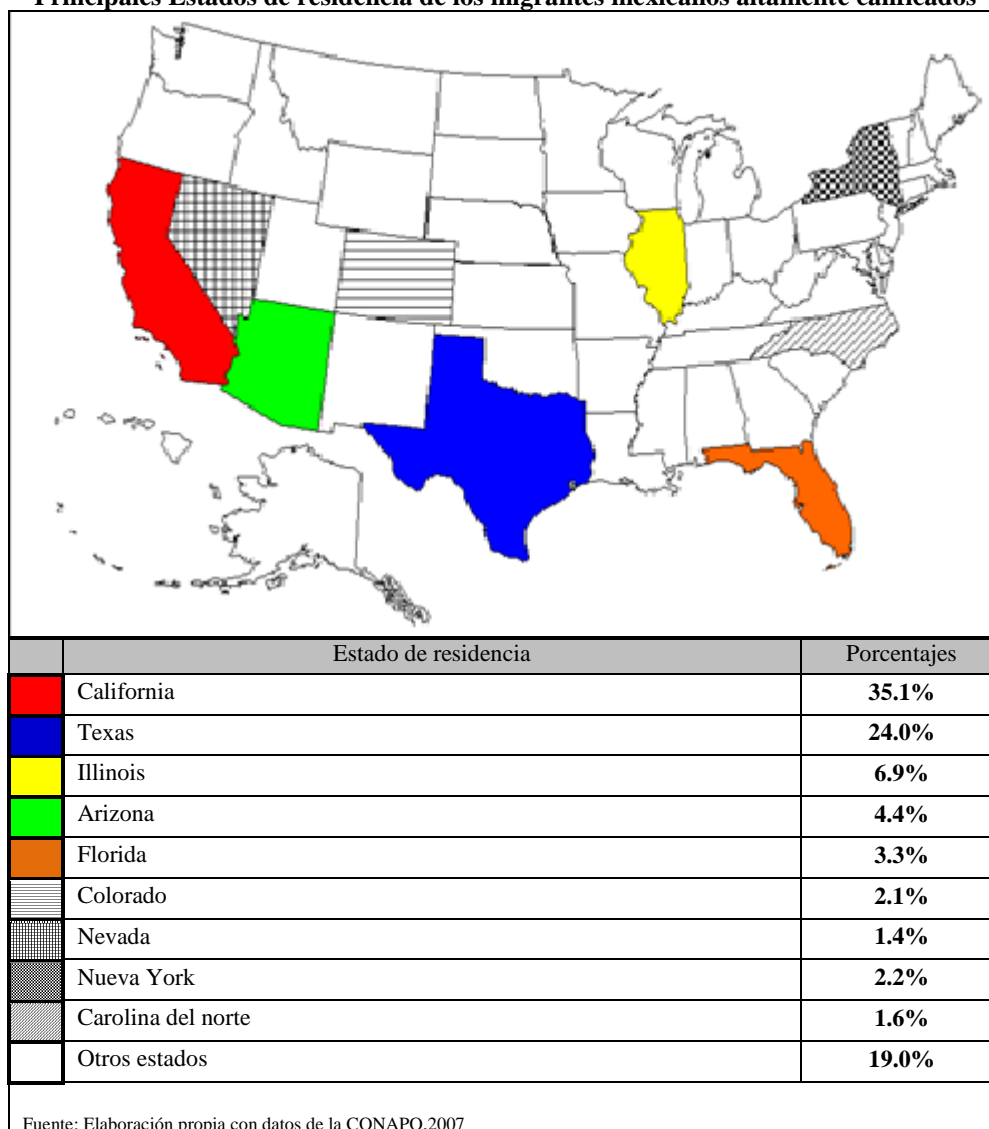 Principales Estados de residencia de los migrantes mexicanos altamente calificados
Estado de residencia Porcentajes
California 35.1%
Texas 24.0%
Illinois 6.9%
Arizona 4.4%
Florida 3.3%
Colorado 2.1%
Nevada 1.4%
Nueva York 2.2%
Carolina del norte 1.6%
Otros estados 19.0%
Fuente: Elaboración propia con datos de la CONAPO.2007